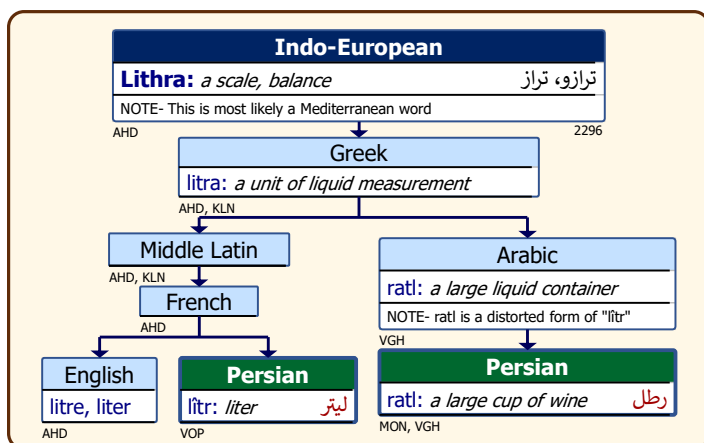 Indo-European
Lithra: a scale, balance ترازو، تراز
NOTE- This is most likely a Mediterranean word
AHD 2296
Greek
litra: a unit of liquid measurement
AHD, KLN
Middle Latin
AHD, KLN
French
AHD
English
litre, liter
AHD
Persian
lître: liter لیتر
VOP
Arabic
ratl: a large liquid container
NOTE- ratl is a distorted form of "lîtr"
VGH
Persian
ratl: a large cup of wine رطل
MON, VGH